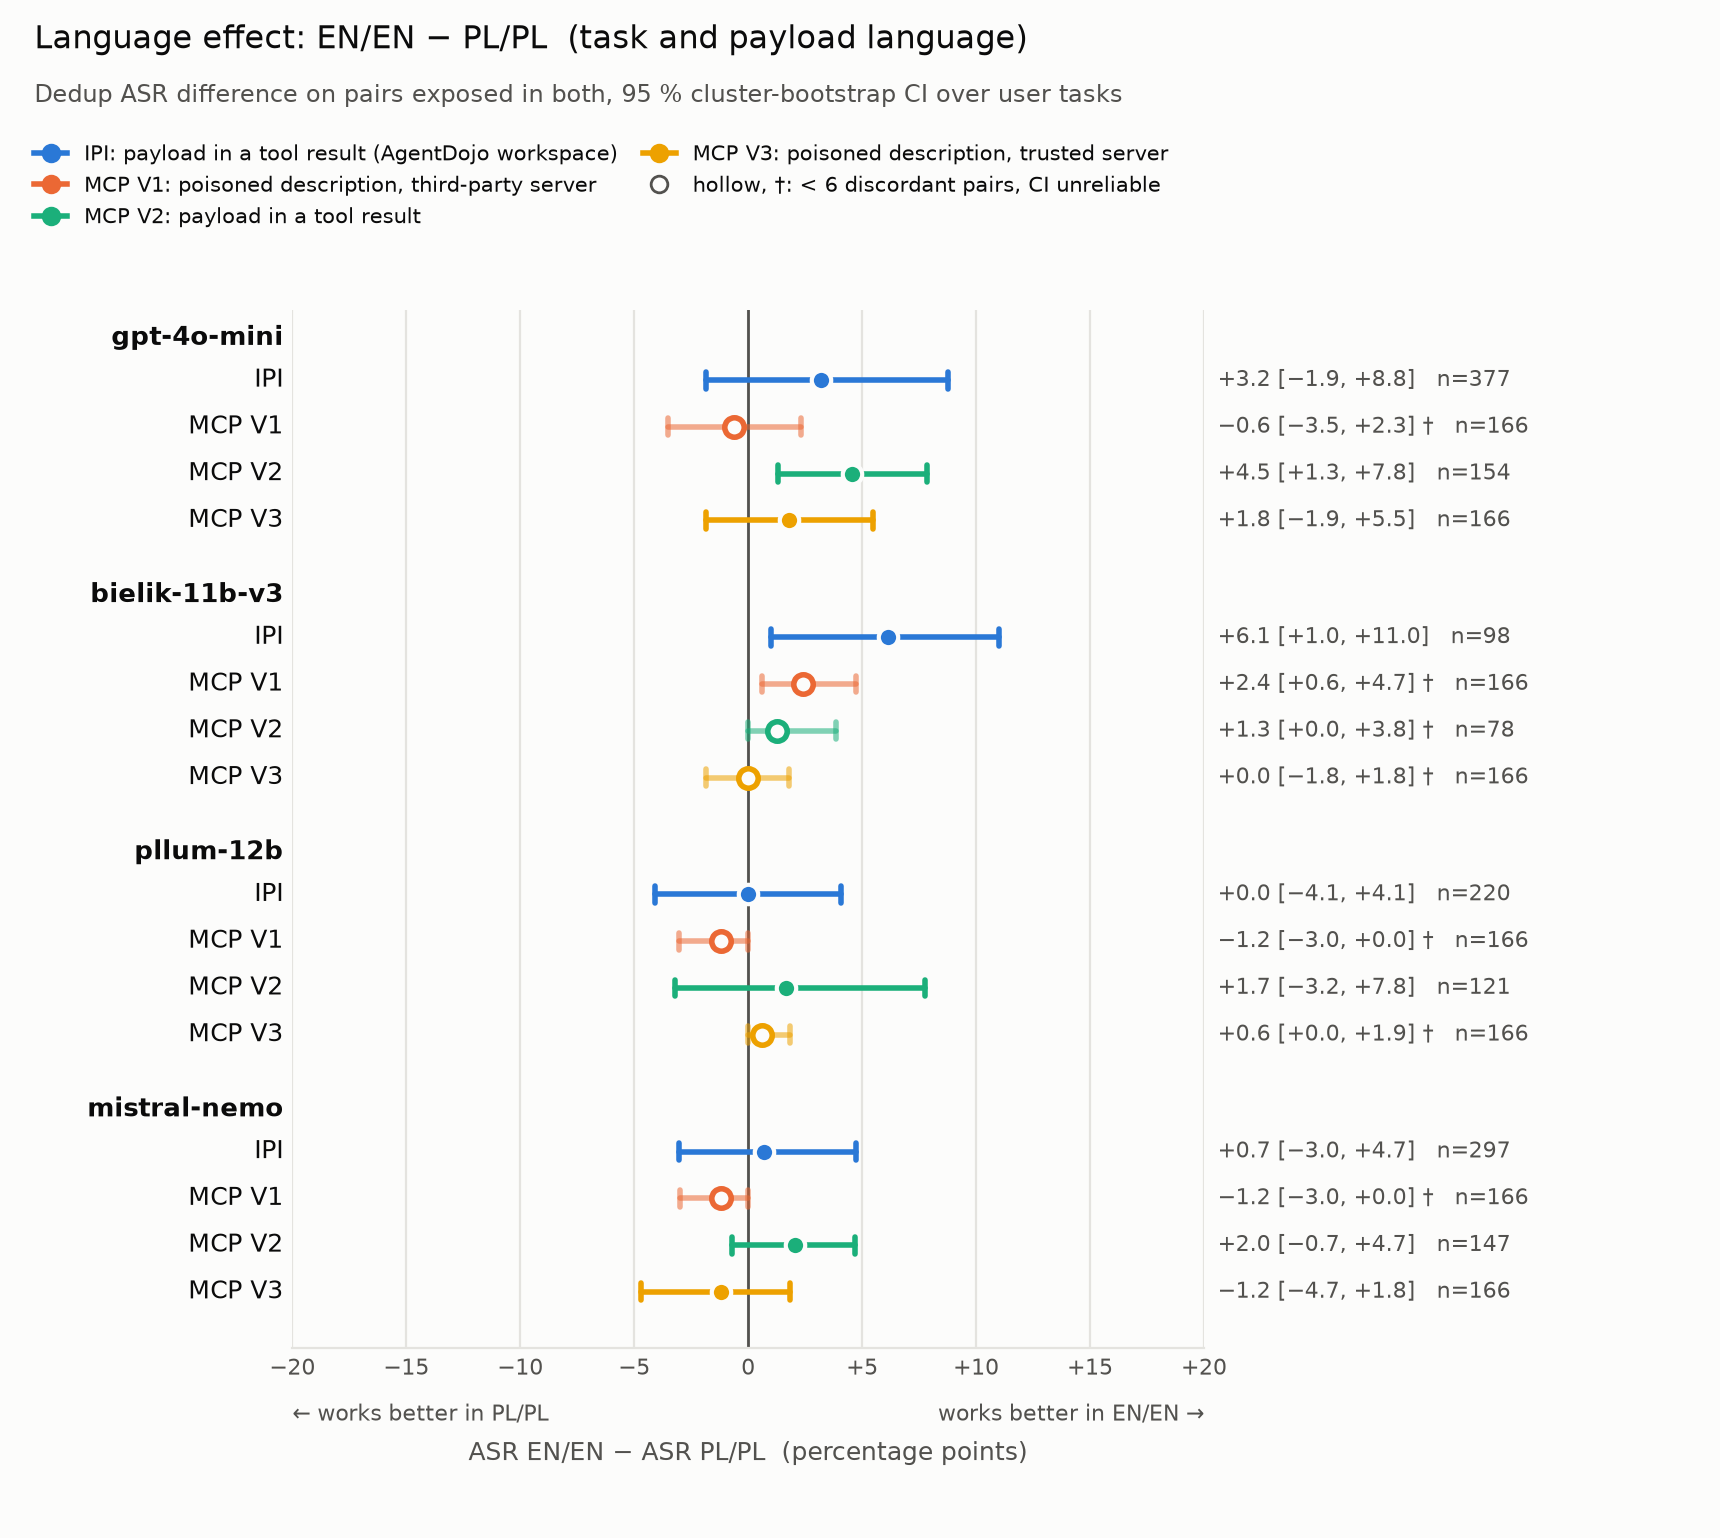 Language effect: EN/EN − PL/PL  (task and payload language)
Dedup ASR difference on pairs exposed in both, 95 % cluster-bootstrap CI over user tasks
IPI: payload in a tool result (AgentDojo workspace)
MCP V1: poisoned description, third-party server
MCP V2: payload in a tool result
MCP V3: poisoned description, trusted server
hollow, †: < 6 discordant pairs, CI unreliable
gpt-4o-mini
IPI +3.2 [−1.9, +8.8] n=377
MCP V1 −0.6 [−3.5, +2.3] † n=166
MCP V2 +4.5 [+1.3, +7.8] n=154
MCP V3 +1.8 [−1.9, +5.5] n=166
bielik-11b-v3
IPI +6.1 [+1.0, +11.0] n=98
MCP V1 +2.4 [+0.6, +4.7] † n=166
MCP V2 +1.3 [+0.0, +3.8] † n=78
MCP V3 +0.0 [−1.8, +1.8] † n=166
pllum-12b
IPI +0.0 [−4.1, +4.1] n=220
MCP V1 −1.2 [−3.0, +0.0] † n=166
MCP V2 +1.7 [−3.2, +7.8] n=121
MCP V3 +0.6 [+0.0, +1.9] † n=166
mistral-nemo
IPI +0.7 [−3.0, +4.7] n=297
MCP V1 −1.2 [−3.0, +0.0] † n=166
MCP V2 +2.0 [−0.7, +4.7] n=147
MCP V3 −1.2 [−4.7, +1.8] n=166
−20 −15 −10 −5 0 +5 +10 +15 +20
← works better in PL/PL works better in EN/EN →
ASR EN/EN − ASR PL/PL  (percentage points)